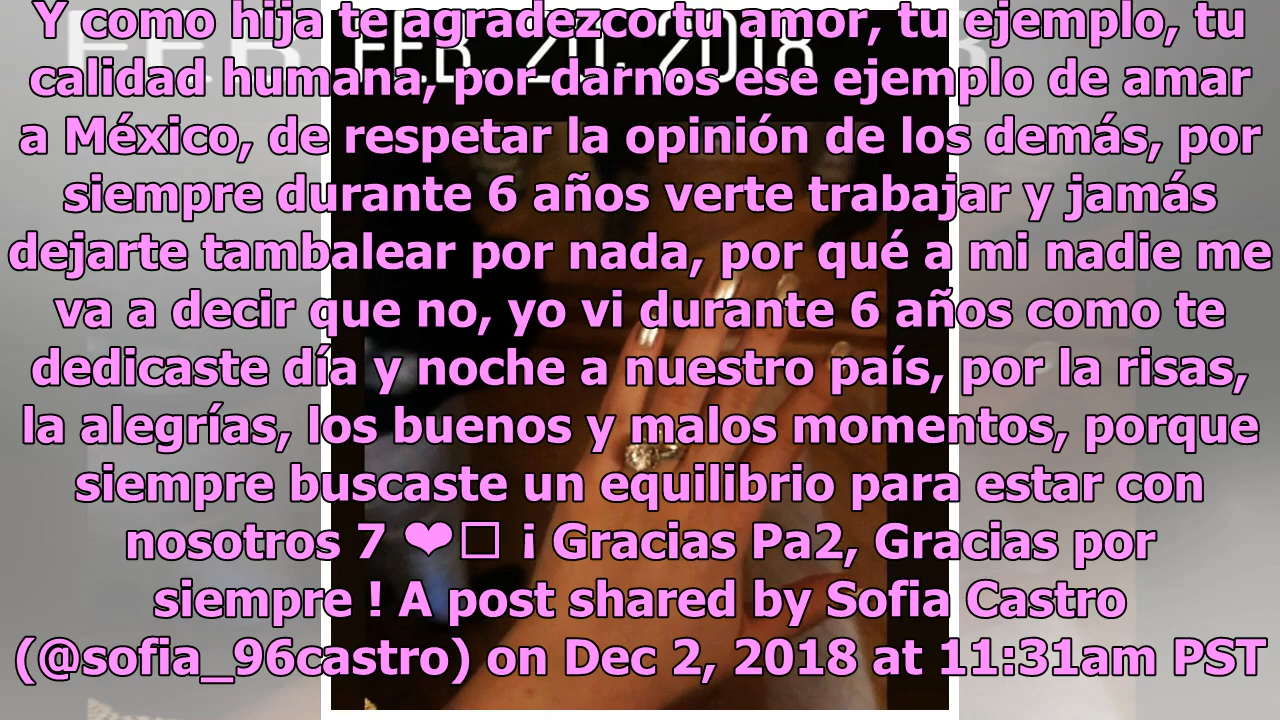 Y como hija te agradezco tu amor, tu ejemplo, tu
FEB. 20, 2018
calidad humana, por darnos ese ejemplo de amar
a México, de respetar la opinión de los demás, por
siempre durante 6 años verte trabajar y jamás
dejarte tambalear por nada, por qué a mi nadie me
va a decir que no, yo vi durante 6 años como te
dedicaste día y noche a nuestro país, por la risas,
la alegrías, los buenos y malos momentos, porque
siempre buscaste un equilibrio para estar con
nosotros 7 ❤□ ¡ Gracias Pa2, Gracias por
siempre ! A post shared by Sofia Castro
(@sofia_96castro) on Dec 2, 2018 at 11:31am PST